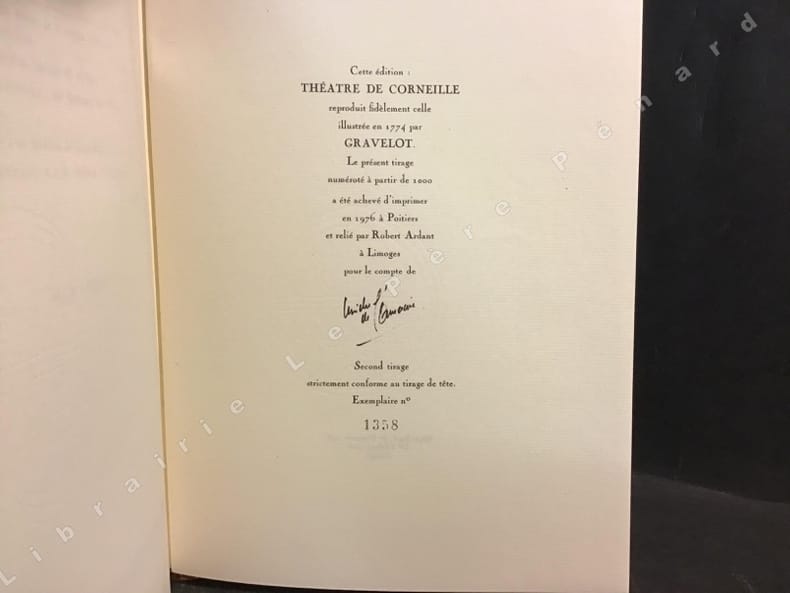 Cette édition :
THÉATRE DE CORNEILLE
reproduit fidèlement celle
illustrée en 1774 par
GRAVELOT.
Le présent tirage
numéroté à partir de 1000
a été achevé d'imprimer
en 1976 à Poitiers
et relié par Robert Ardant
à Limoges
pour le compte de
Second tirage
strictement conforme au tirage de tête.
Exemplaire nº
1358
Librairie Le Père Pénard